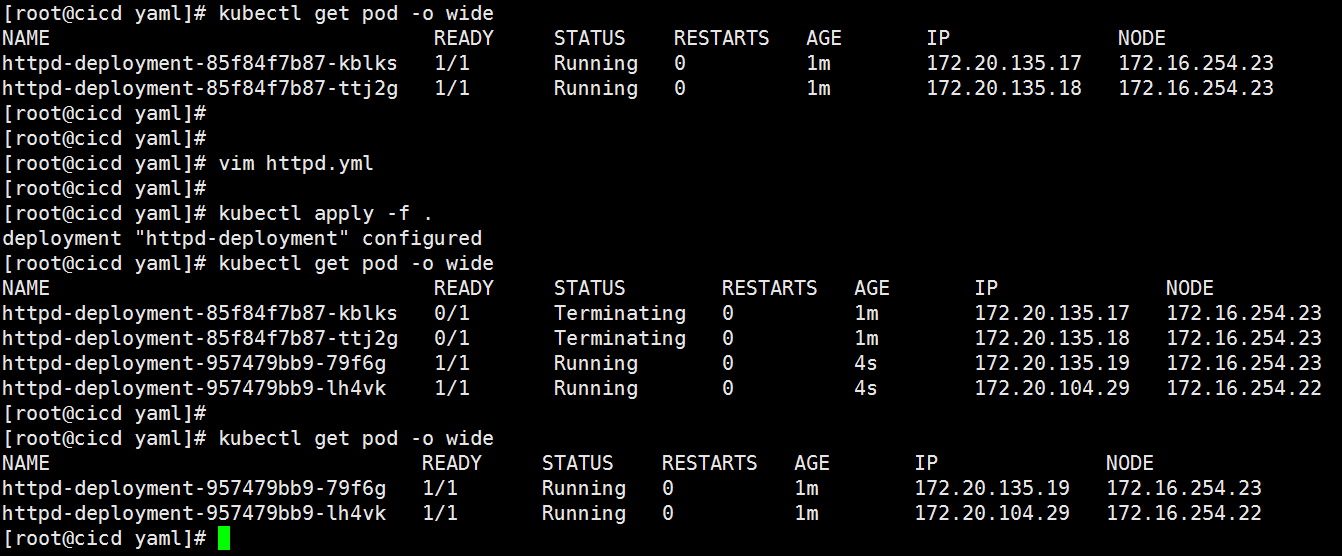 [root@cicd yaml]# kubectl get pod -o wide
NAME READY STATUS RESTARTS AGE IP NODE
httpd-deployment-85f84f7b87-kblks 1/1 Running 0 1m 172.20.135.17 172.16.254.23
httpd-deployment-85f84f7b87-ttj2g 1/1 Running 0 1m 172.20.135.18 172.16.254.23
[root@cicd yaml]#
[root@cicd yaml]#
[root@cicd yaml]# vim httpd.yml
[root@cicd yaml]#
[root@cicd yaml]# kubectl apply -f .
deployment "httpd-deployment" configured
[root@cicd yaml]# kubectl get pod -o wide
NAME READY STATUS RESTARTS AGE IP NODE
httpd-deployment-85f84f7b87-kblks 0/1 Terminating 0 1m 172.20.135.17 172.16.254.23
httpd-deployment-85f84f7b87-ttj2g 0/1 Terminating 0 1m 172.20.135.18 172.16.254.23
httpd-deployment-957479bb9-79f6g 1/1 Running 0 4s 172.20.135.19 172.16.254.23
httpd-deployment-957479bb9-lh4vk 1/1 Running 0 4s 172.20.104.29 172.16.254.22
[root@cicd yaml]#
[root@cicd yaml]# kubectl get pod -o wide
NAME READY STATUS RESTARTS AGE IP NODE
httpd-deployment-957479bb9-79f6g 1/1 Running 0 1m 172.20.135.19 172.16.254.23
httpd-deployment-957479bb9-lh4vk 1/1 Running 0 1m 172.20.104.29 172.16.254.22
[root@cicd yaml]#